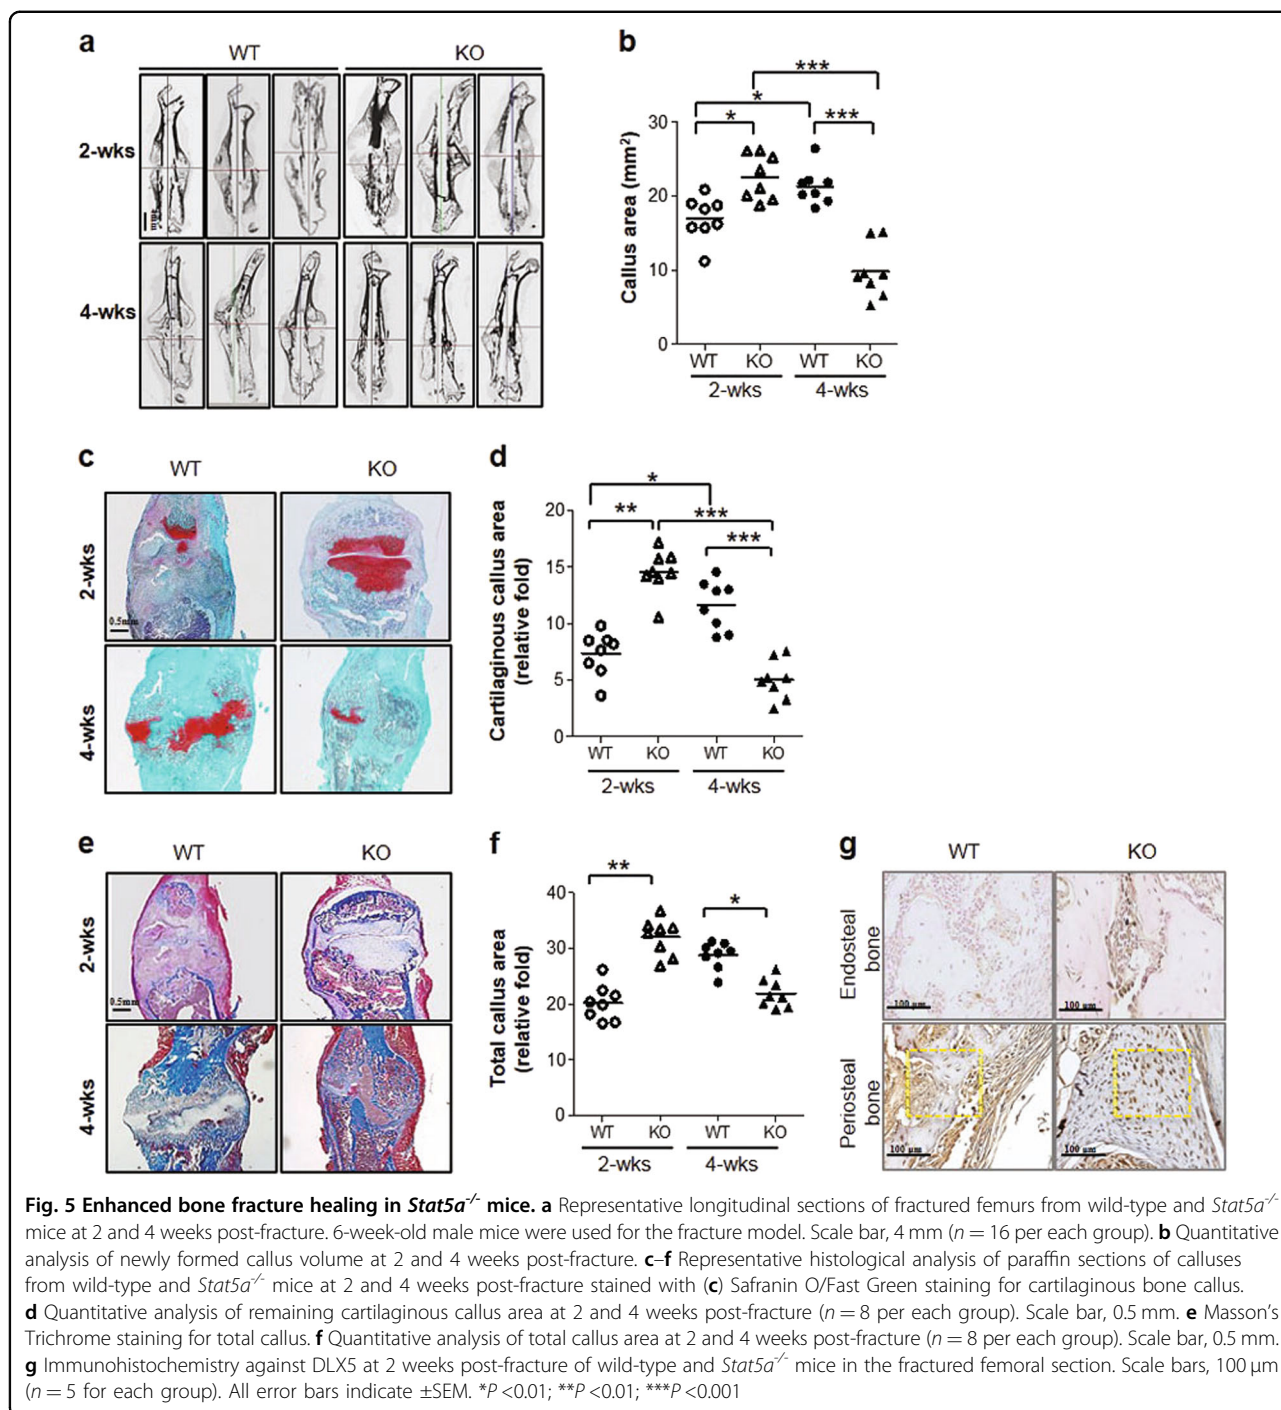 a
WT
KO
2-wks
4mm
4-wks
b
***
*
*
***
Callus area (mm²)
30
20
10
0
WT
KO
WT
KO
2-wks
4-wks
c
WT
KO
2-wks
0.5mm
4-wks
d
*
**
***
***
Cartilaginous callus area
(relative fold)
20
15
10
5
0
WT
KO
WT
KO
2-wks
4-wks
e
WT
KO
2-wks
0.5mm
4-wks
f
**
*
Total callus area
(relative fold)
40
30
20
10
0
WT
KO
WT
KO
2-wks
4-wks
g
WT
KO
Endosteal
bone
100 µm
100 µm
Periosteal
bone
100 µm
100 µm
Fig. 5 Enhanced bone fracture healing in Stat5a-/- mice. a Representative longitudinal sections of fractured femurs from wild-type and Stat5a-/-
mice at 2 and 4 weeks post-fracture. 6-week-old male mice were used for the fracture model. Scale bar, 4 mm (n = 16 per each group). b Quantitative
analysis of newly formed callus volume at 2 and 4 weeks post-fracture. c–f Representative histological analysis of paraffin sections of calluses
from wild-type and Stat5a-/- mice at 2 and 4 weeks post-fracture stained with (c) Safranin O/Fast Green staining for cartilaginous bone callus.
d Quantitative analysis of remaining cartilaginous callus area at 2 and 4 weeks post-fracture (n = 8 per each group). Scale bar, 0.5 mm. e Masson's
Trichrome staining for total callus. f Quantitative analysis of total callus area at 2 and 4 weeks post-fracture (n = 8 per each group). Scale bar, 0.5 mm.
g Immunohistochemistry against DLX5 at 2 weeks post-fracture of wild-type and Stat5a-/- mice in the fractured femoral section. Scale bars, 100 µm
(n = 5 for each group). All error bars indicate ±SEM. *P <0.01; **P <0.01; ***P <0.001